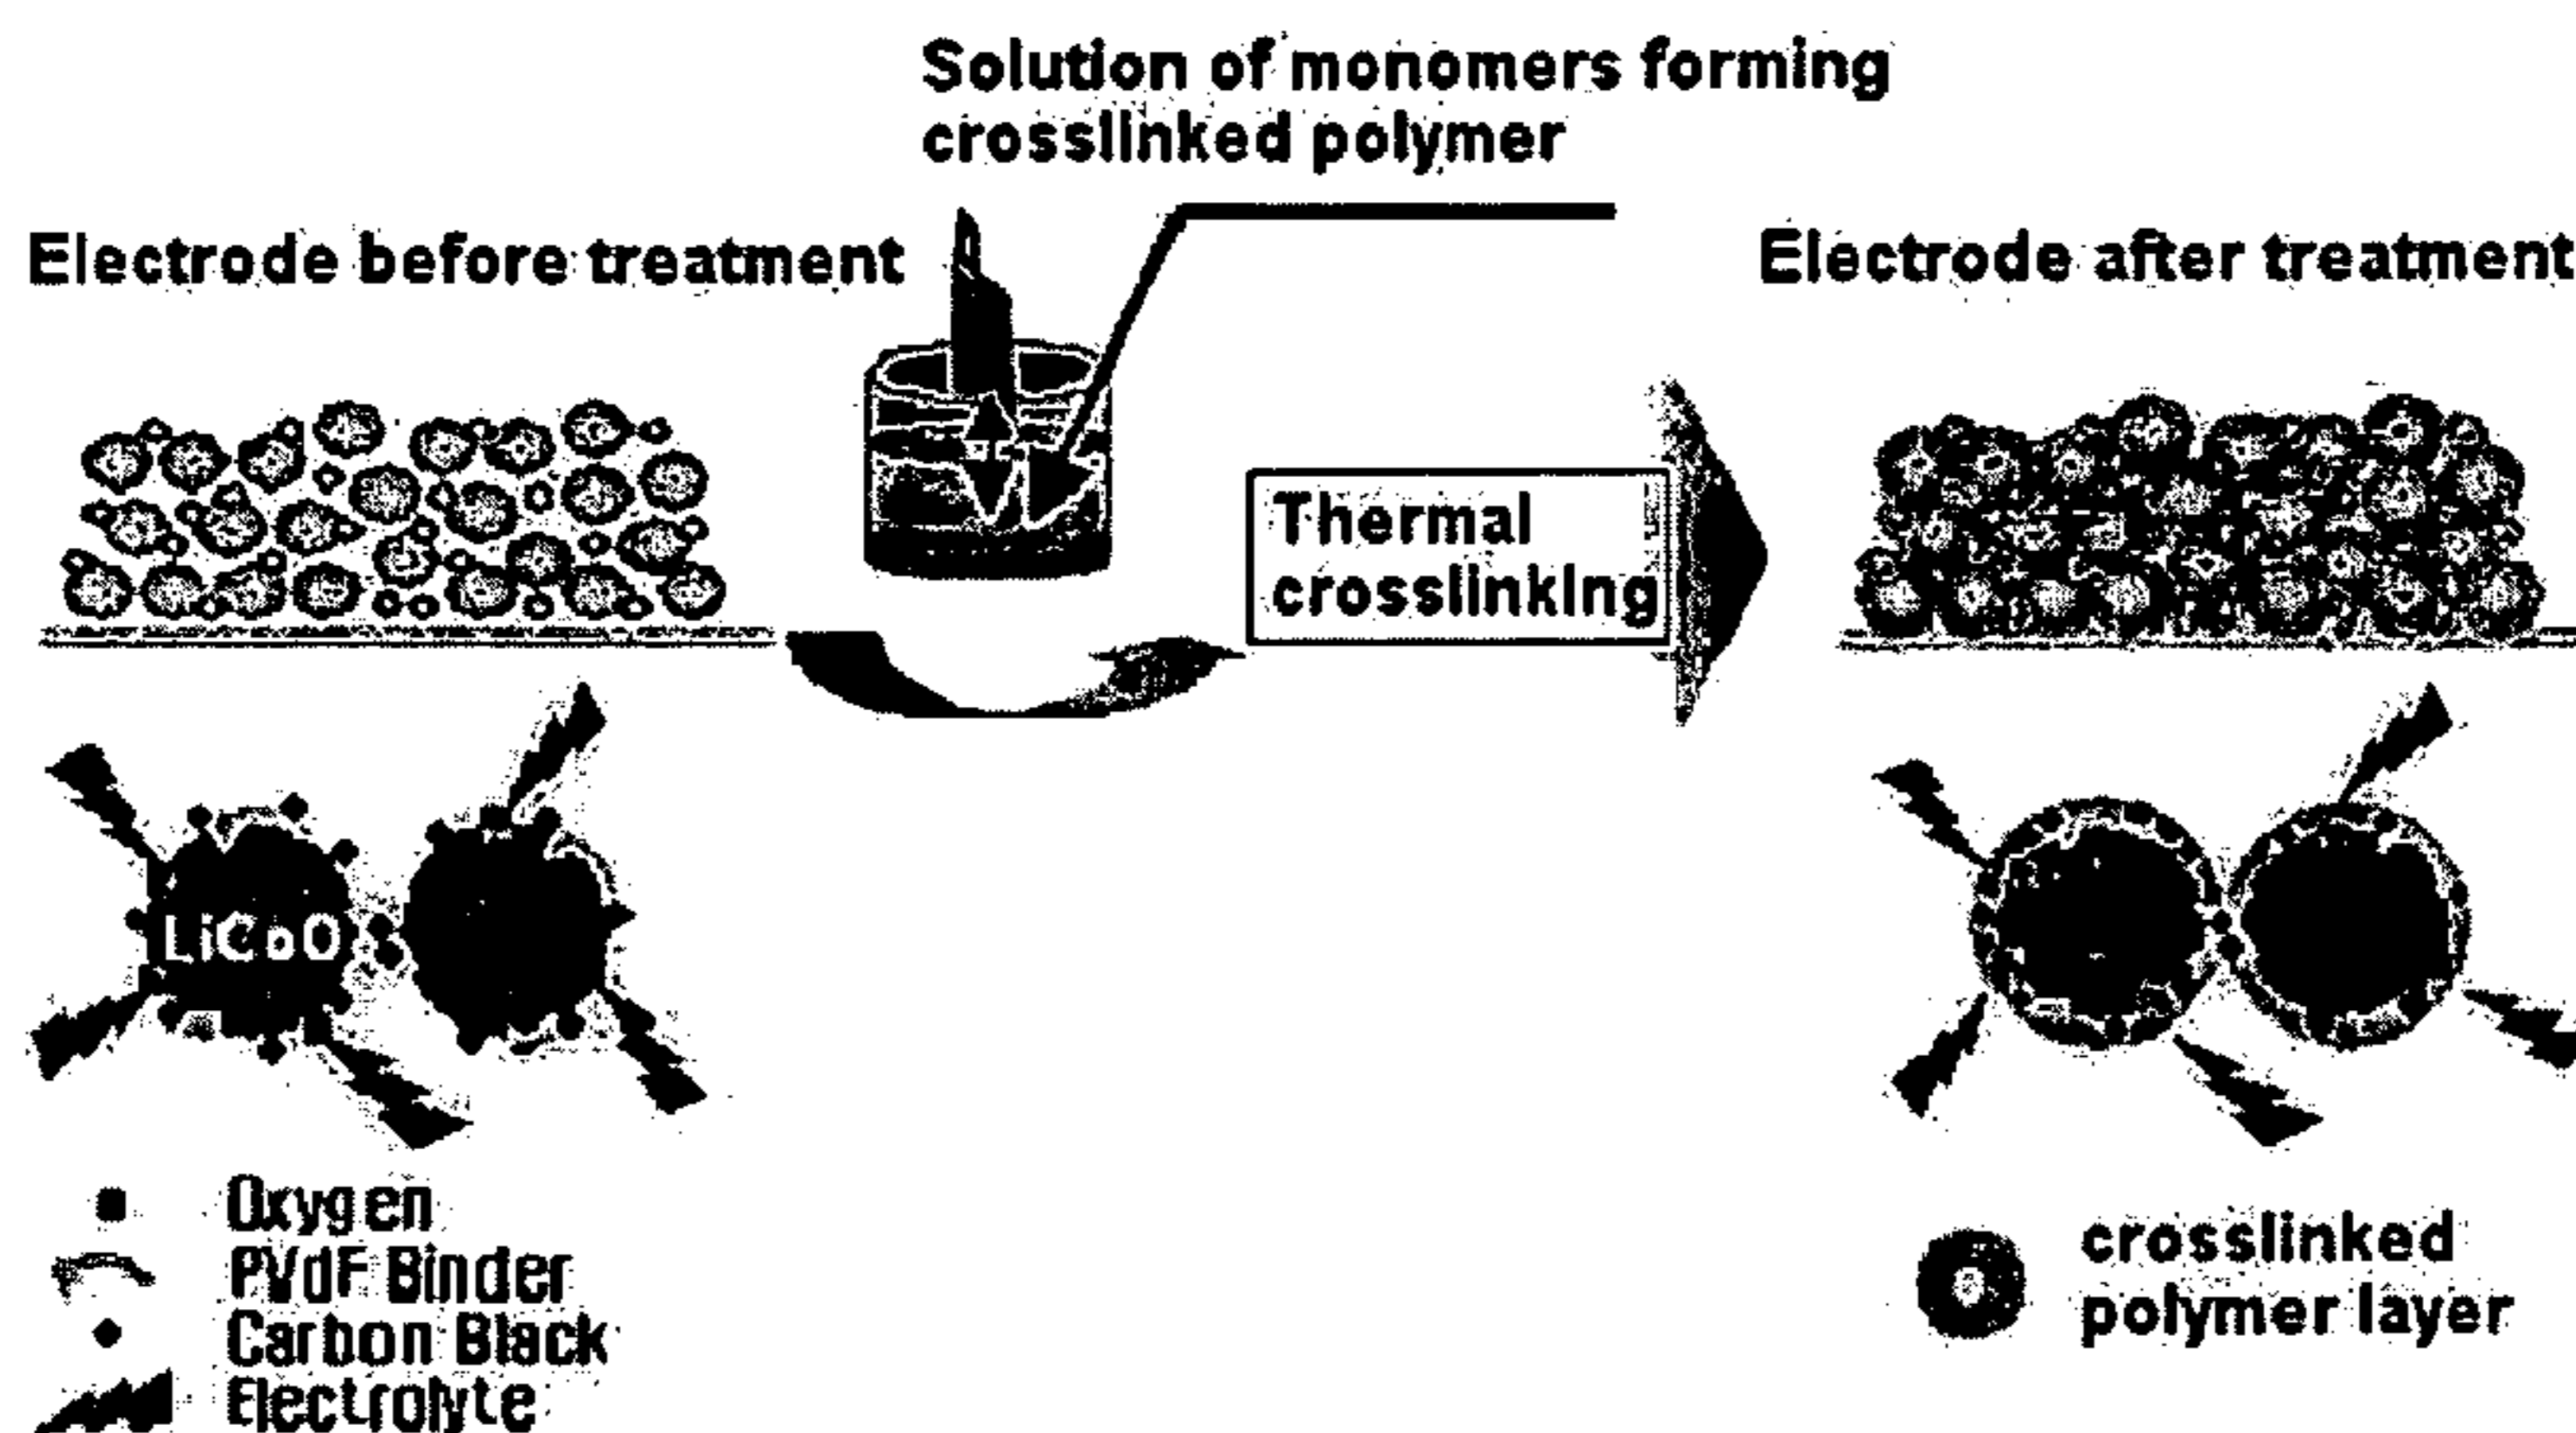 Solution of monomers forming
crosslinked polymer
Electrode before treatment
Electrode after treatment
Thermal
crosslinking
LiCoO
Oxygen
PVdF Binder
Carbon Black
Electrolyte
crosslinked
polymer layer